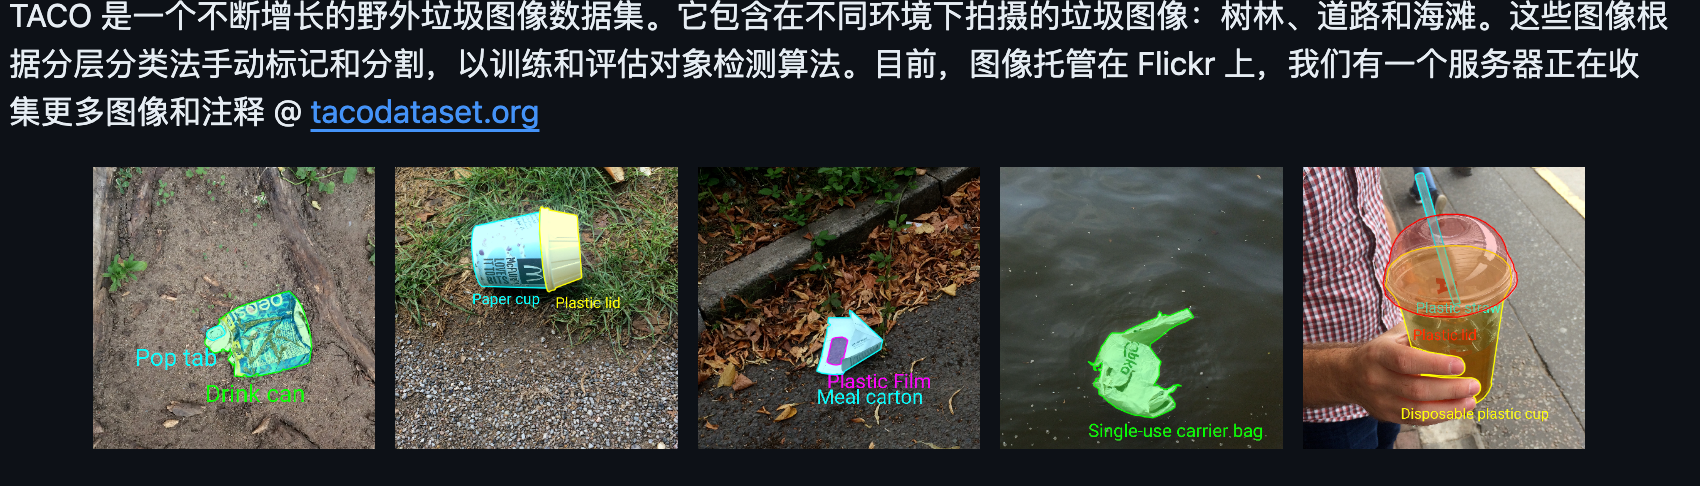 TACO 是一个不断增长的野外垃圾图像数据集。它包含在不同环境下拍摄的垃圾图像：树林、道路和海滩。这些图像根
据分层分类法手动标记和分割，以训练和评估对象检测算法。目前，图像托管在 Flickr 上，我们有一个服务器正在收
集更多图像和注释 @ tacodataset.org
Pop tab
Drink can
Paper cup
Plastic lid
Plastic Film
Meal carton
Single-use carrier bag
Plastic straw
Plastic lid
Disposable plastic cup